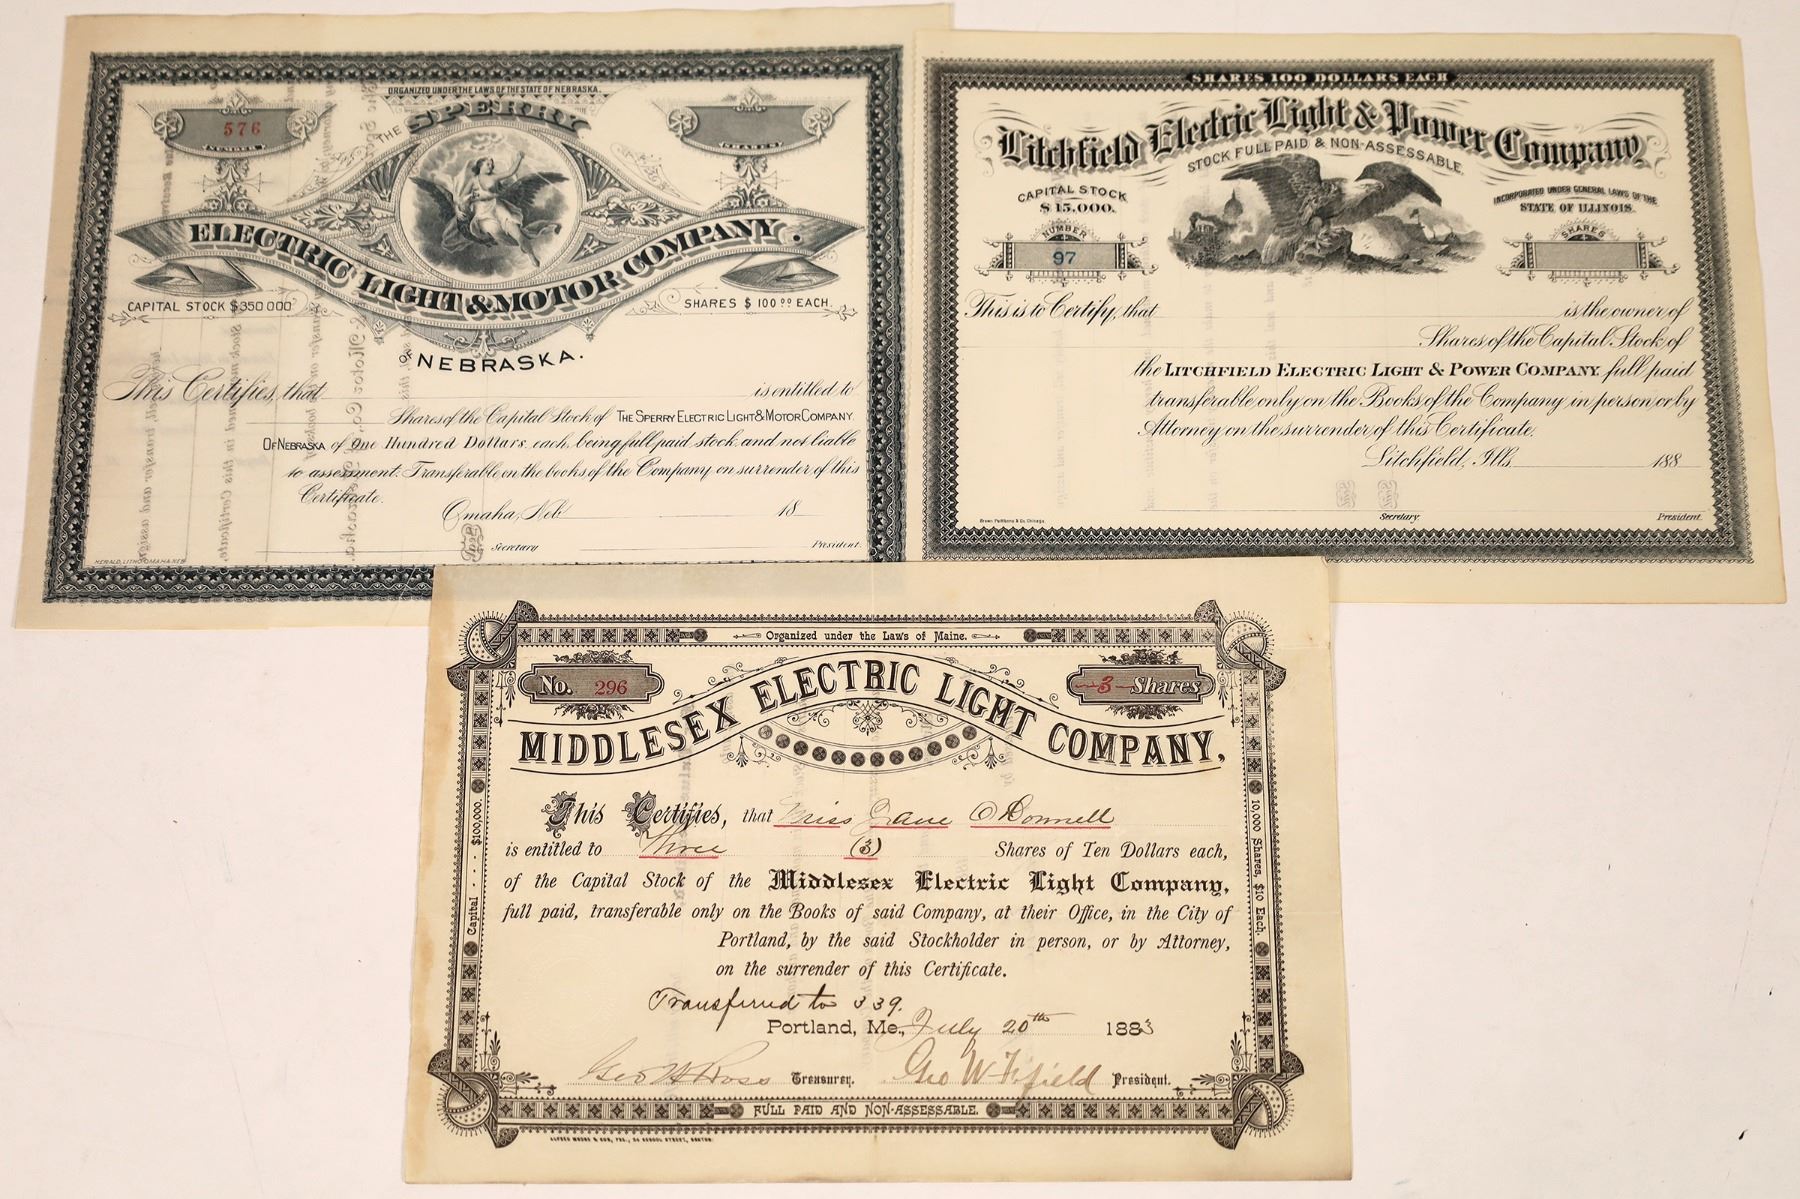 ORGANIZED UNDER THE LAWS OF THE STATE OF NEBRASKA
576
NUMBER
SHARES
THE SPERRY
ELECTRIC LIGHT & MOTOR COMPANY.
CAPITAL STOCK $350 000
SHARES $ 100 00 EACH.
OF NEBRASKA.
This Certifies, that is entitled to
Shares of the Capital Stock of THE SPERRY ELECTRIC LIGHT & MOTOR COMPANY
OF NEBRASKA of One Hundred Dollars each, being full paid stock and not liable
to assessment. Transferable on the books of the Company on surrender of this
Certificate.
Omaha, Neb. 18
Seal
Secretary
President.
HERALD, LITHO. OMAHA NEB
SHARES 100 DOLLARS EACH
Litchfield Electric Light & Power Company
STOCK FULL PAID & NON-ASSESSABLE.
CAPITAL STOCK
$15,000.
INCORPORATED UNDER GENERAL LAWS OF THE
STATE OF ILLINOIS.
NUMBER
97
SHARES
This is to Certify, that is the owner of
Shares of the Capital Stock of
the LITCHFIELD ELECTRIC LIGHT & POWER COMPANY. full paid
transferable only on the Books of the Company in person or by
Attorney on the surrender of this Certificate.
Litchfield, Ills. 188
Secretary.
President.
Organized under the Laws of Maine.
No. 296
3 Shares
MIDDLESEX ELECTRIC LIGHT COMPANY,
Capital - - - $100,000.
10,000 Shares, $10 Each.
This Certifies, that Miss Jane O'Donnell
is entitled to Three (3) Shares of Ten Dollars each,
of the Capital Stock of the Middlesex Electric Light Company,
full paid, transferable only on the Books of said Company, at their Office, in the City of
Portland, by the said Stockholder in person, or by Attorney,
on the surrender of this Certificate.
Transferred to 339.
Portland, Me., July 20th 1883
Geo H Ross Treasurer.
Geo W Fifield President.
FULL PAID AND NON-ASSESSABLE.